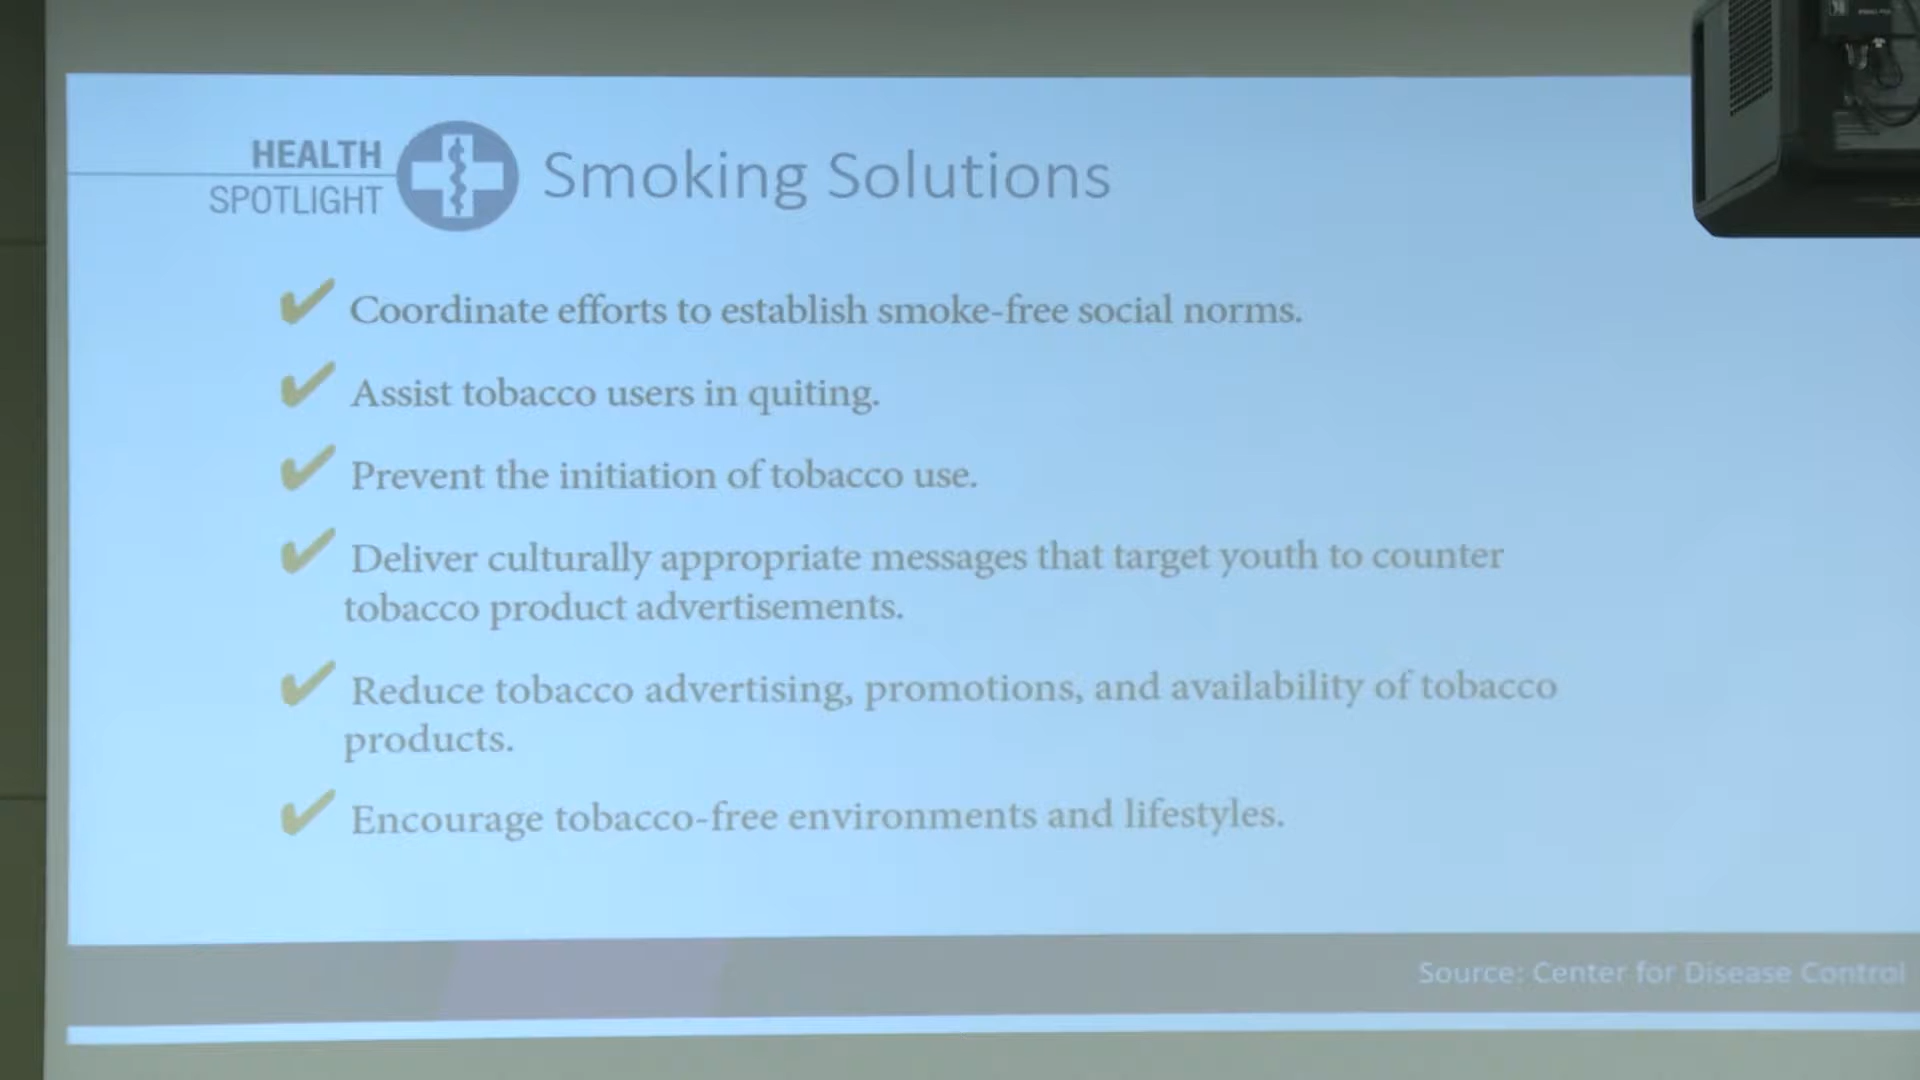 HEALTH
SPOTLIGHT
Smoking Solutions
✔ Coordinate efforts to establish smoke-free social norms.
✔ Assist tobacco users in quiting.
✔ Prevent the initiation of tobacco use.
✔ Deliver culturally appropriate messages that target youth to counter
tobacco product advertisements.
✔ Reduce tobacco advertising, promotions, and availability of tobacco
products.
✔ Encourage tobacco-free environments and lifestyles.
Source: Center for Disease Control